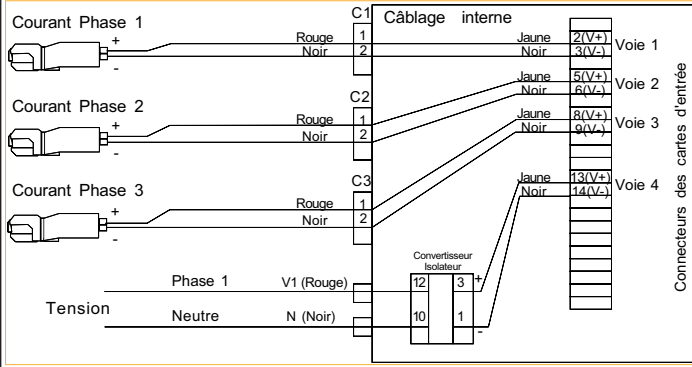 Courant Phase 1
+
-
Rouge
Noir
C1
1
2
Câblage interne
Jaune
Noir
2(V+)
3(V-)
Voie 1
Courant Phase 2
+
-
Rouge
Noir
C2
1
2
Jaune
Noir
5(V+)
6(V-)
Voie 2
Courant Phase 3
+
-
Rouge
Noir
C3
1
2
Jaune
Noir
8(V+)
9(V-)
Voie 3
Jaune
Noir
13(V+)
14(V-)
Voie 4
Connecteurs des cartes d'entrée
Convertisseur
Isolateur
12
3
+
10
1
-
Tension
Phase 1
V1 (Rouge)
Neutre
N (Noir)